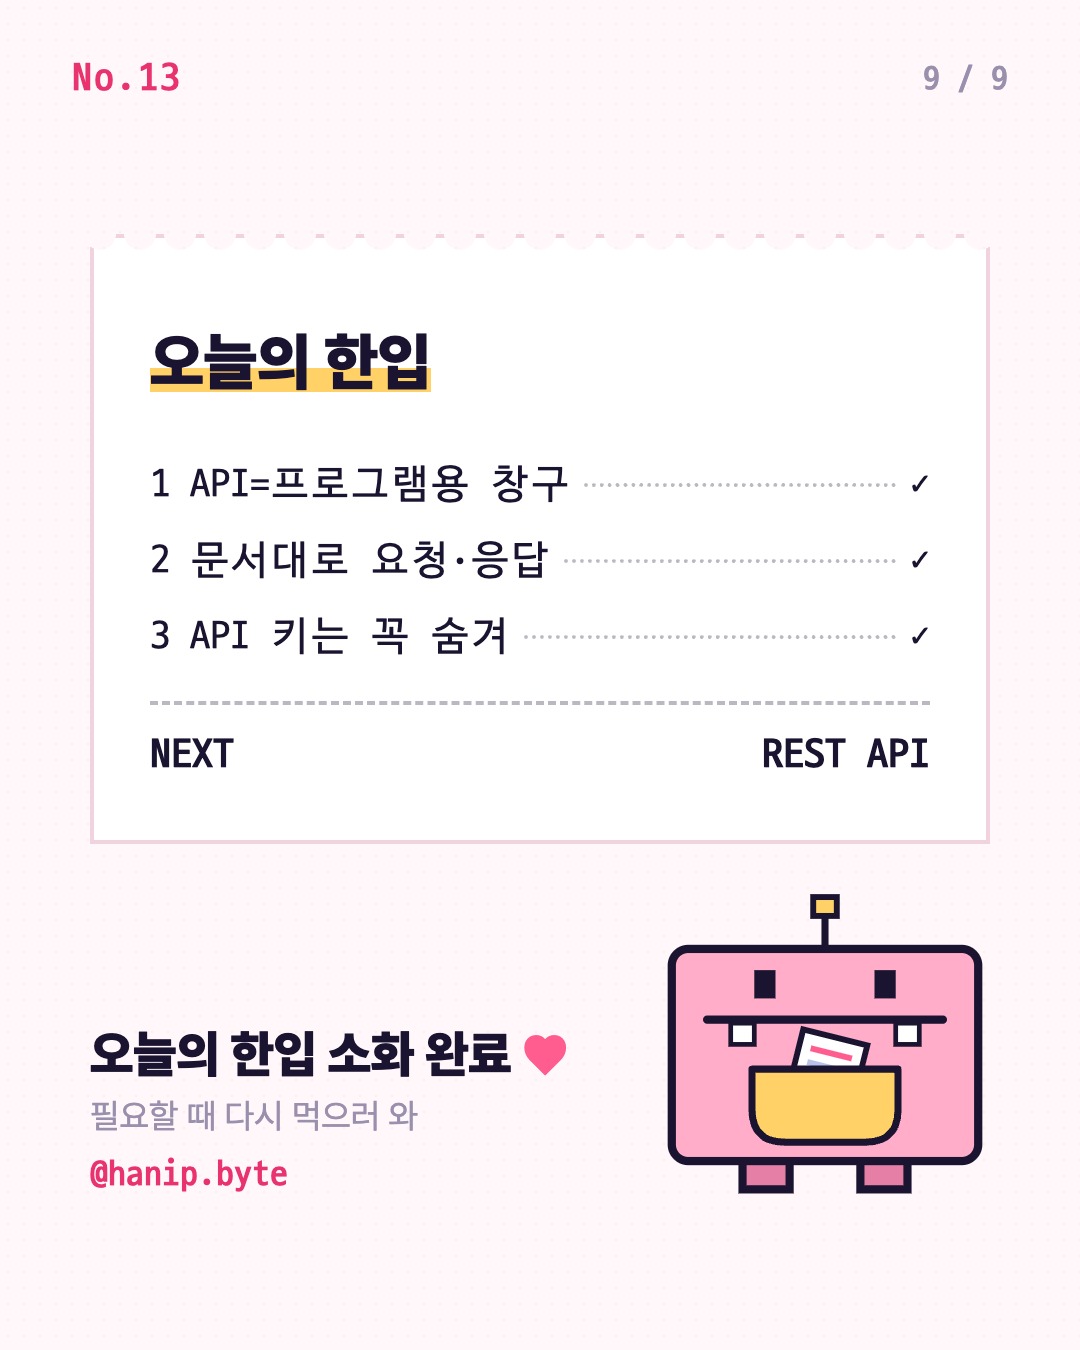 No.13
9 / 9
오늘의 한입
1 API=프로그램용 창구 ✓
2 문서대로 요청·응답 ✓
3 API 키는 꼭 숨겨 ✓
NEXT REST API
오늘의 한입 소화 완료
필요할 때 다시 먹으러 와
@hanip.byte